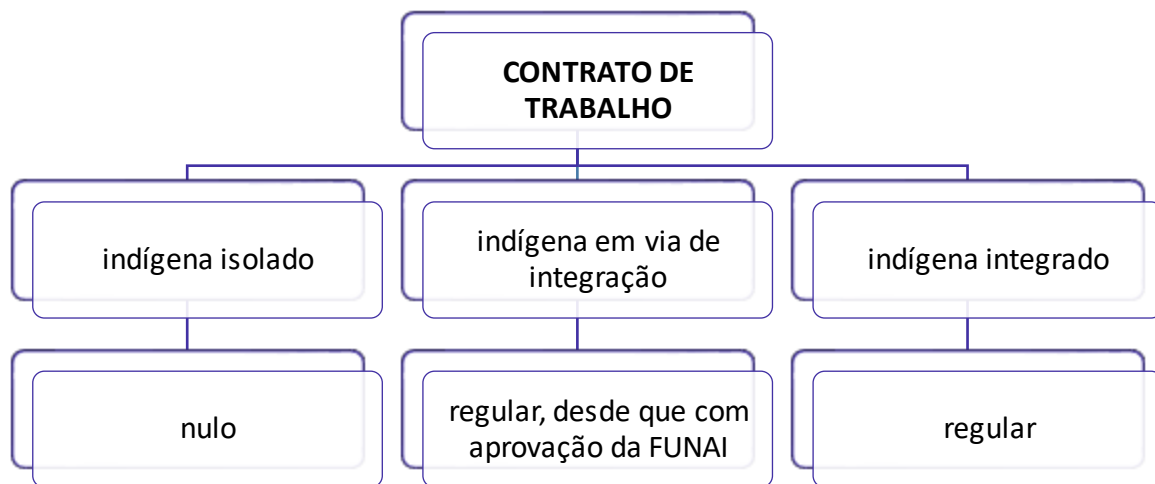 CONTRATO DE
TRABALHO
indígena isolado
indígena em via de
integração
indígena integrado
nulo
regular, desde que com
aprovação da FUNAI
regular